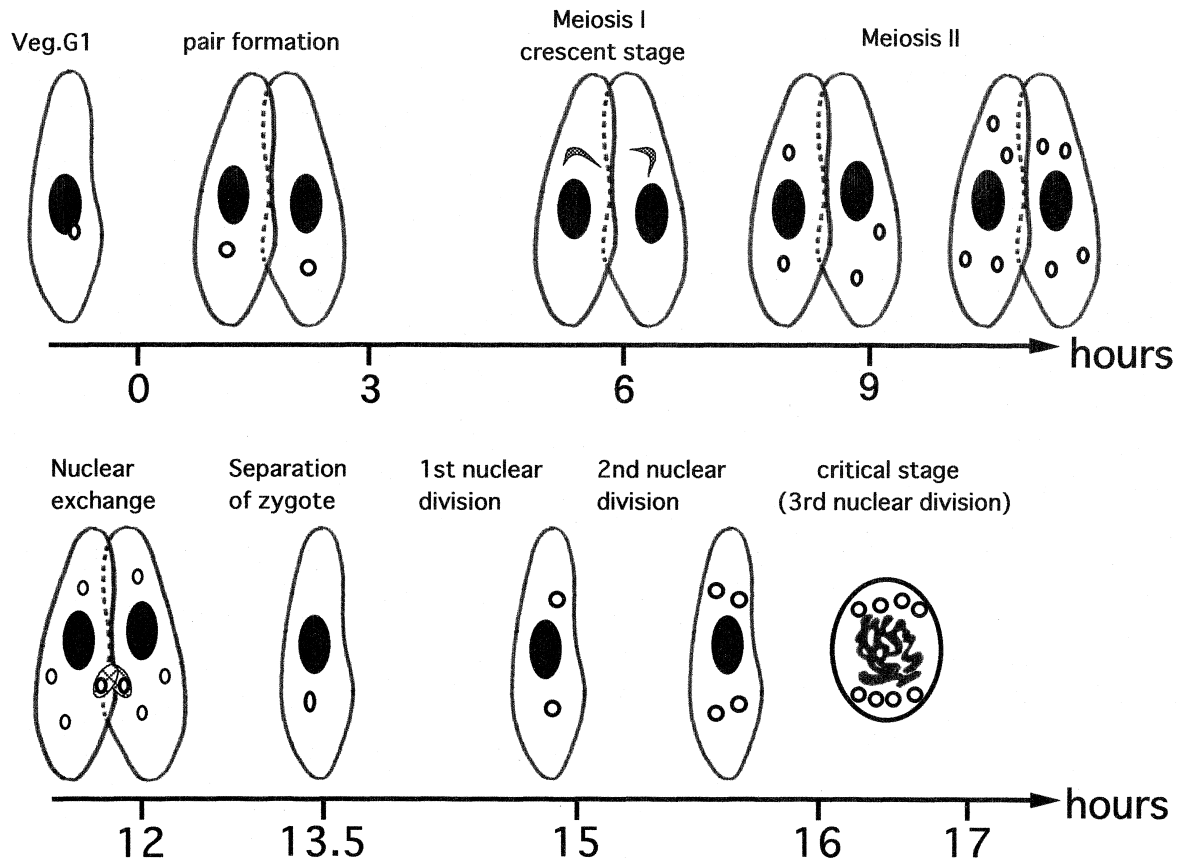 Veg.G1
pair formation
Meiosis I
crescent stage
Meiosis II
hours
0
3
6
9
Nuclear
exchange
Separation
of zygote
1st nuclear
division
2nd nuclear
division
critical stage
(3rd nuclear division)
hours
12
13.5
15
16
17